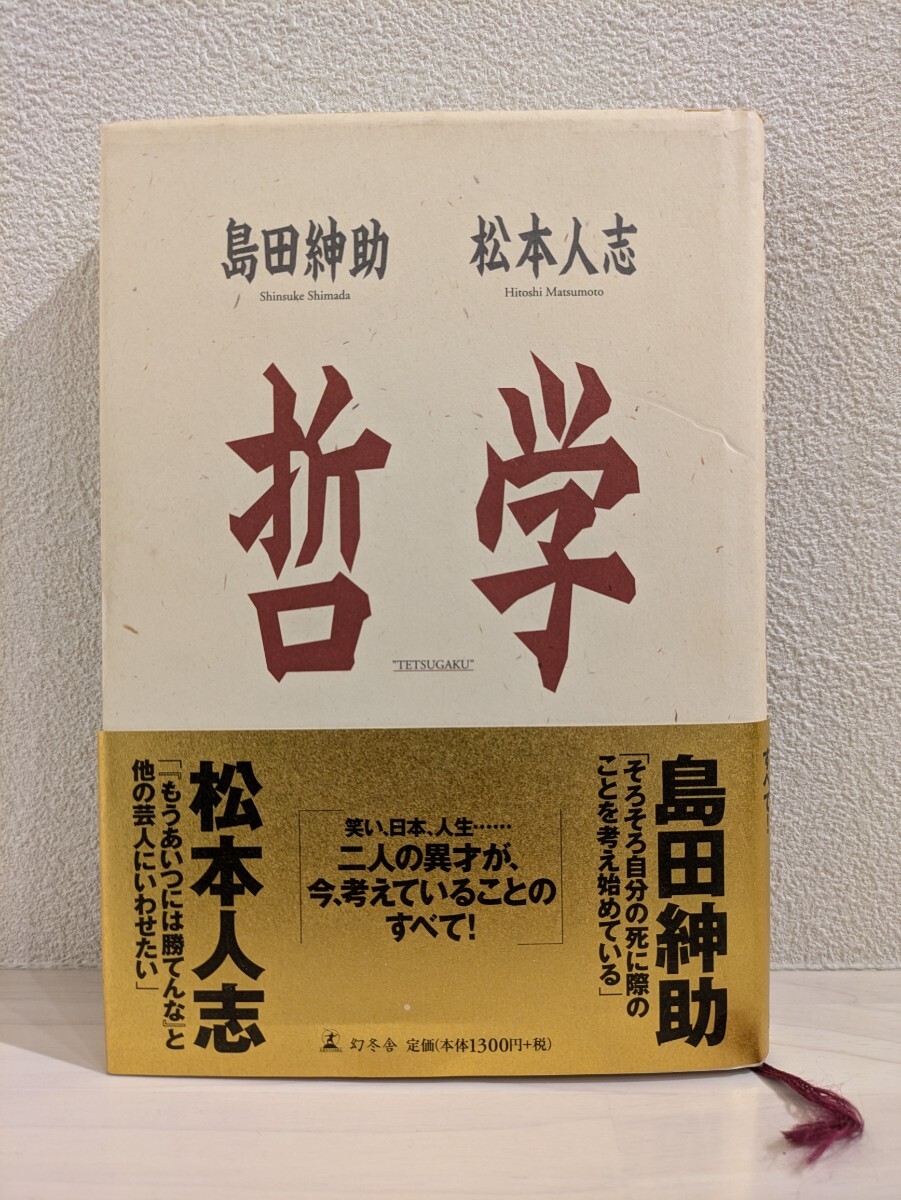 島田紳助
Shinsuke Shimada
松本人志
Hitoshi Matsumoto
哲学
"TETSUGAKU"
島田紳助
「そろそろ自分の死に際の
ことを考え始めている」
笑い、日本、人生……
二人の異才が、
今、考えていることの
すべて!
松本人志
「『もうあいつには勝てんな』と
他の芸人にいわせたい」
幻冬舎 定価(本体1300円+税)